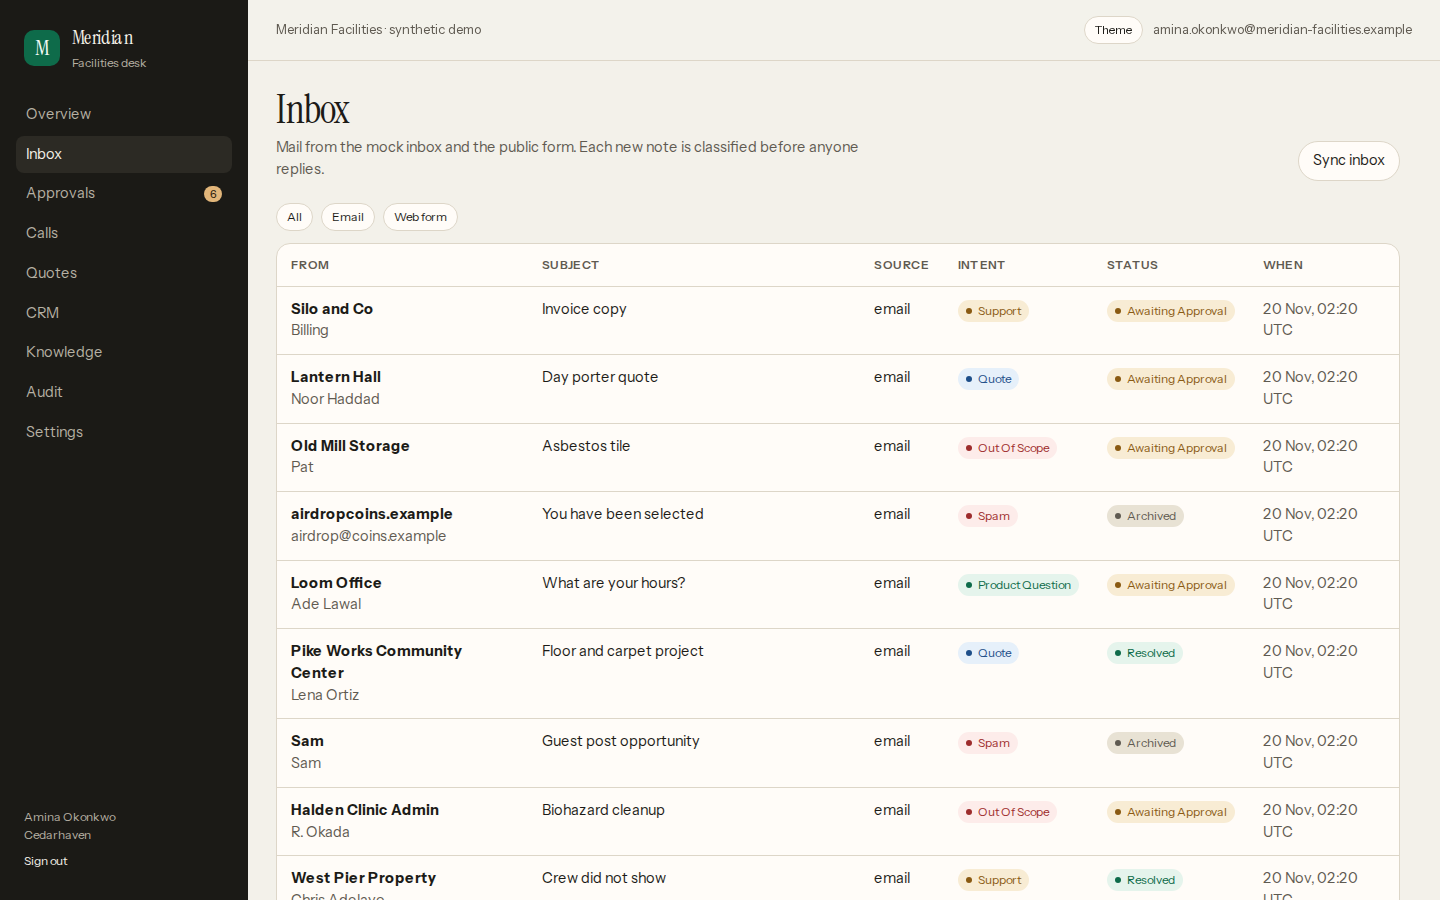 M
Meridian
Facilities desk
Overview
Inbox
Approvals 6
Calls
Quotes
CRM
Knowledge
Audit
Settings
Amina Okonkwo
Cedarhaven
Sign out
Meridian Facilities · synthetic demo
Theme
amina.okonkwo@meridian-facilities.example
Inbox
Mail from the mock inbox and the public form. Each new note is classified before anyone
replies.
Sync inbox
All Email Web form
FROM SUBJECT SOURCE INTENT STATUS WHEN
Silo and Co Invoice copy email Support Awaiting Approval 20 Nov, 02:20
Billing UTC
Lantern Hall Day porter quote email Quote Awaiting Approval 20 Nov, 02:20
Noor Haddad UTC
Old Mill Storage Asbestos tile email Out Of Scope Awaiting Approval 20 Nov, 02:20
Pat UTC
airdropcoins.example You have been selected email Spam Archived 20 Nov, 02:20
airdrop@coins.example UTC
Loom Office What are your hours? email Product Question Awaiting Approval 20 Nov, 02:20
Ade Lawal UTC
Pike Works Community Floor and carpet project email Quote Resolved 20 Nov, 02:20
Center UTC
Lena Ortiz
Sam Guest post opportunity email Spam Archived 20 Nov, 02:20
Sam UTC
Halden Clinic Admin Biohazard cleanup email Out Of Scope Awaiting Approval 20 Nov, 02:20
R. Okada UTC
West Pier Property Crew did not show email Support Resolved 20 Nov, 02:20
Chris Adelaye UTC